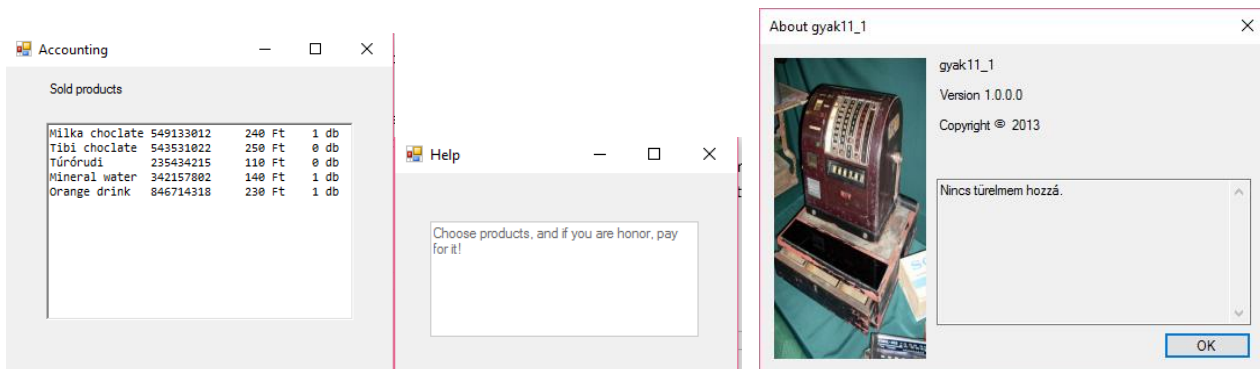 Accounting
Sold products
Milka choclate 549133012 240 Ft 1 db
Tibi choclate 543531022 250 Ft 0 db
Túrórudi 235434215 110 Ft 0 db
Mineral water 342157802 140 Ft 1 db
Orange drink 846714318 230 Ft 1 db
Help
Choose products, and if you are honor, pay
for it!
About gyak11_1
gyak11_1
Version 1.0.0.0
Copyright © 2013
Nincs türelmem hozzá.
OK